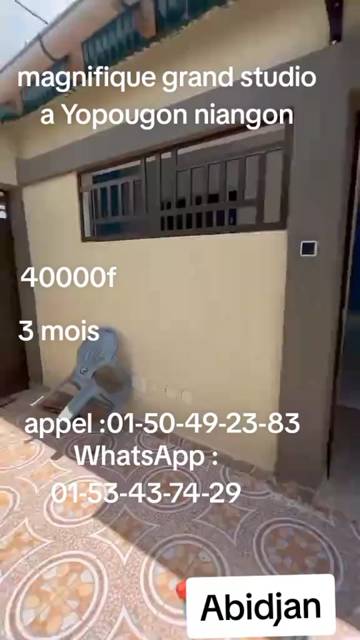 magnifique grand studio
a Yopougon niangon
40000f
3 mois
appel :01-50-49-23-83
WhatsApp :
01-53-43-74-29
Abidjan